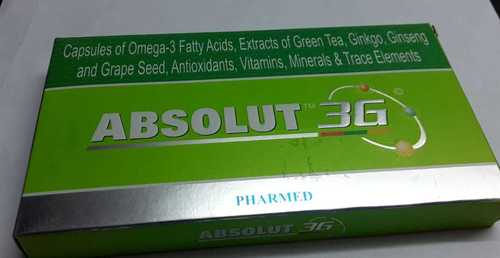 Capsules of Omega-3 Fatty Acids, Extracts of Green Tea, Ginkgo, Ginseng
and Grape Seed, Antioxidants, Vitamins, Minerals & Trace Elements
ABSOLUT™ 3G ©
PHARMED
ABSOLUT 3G